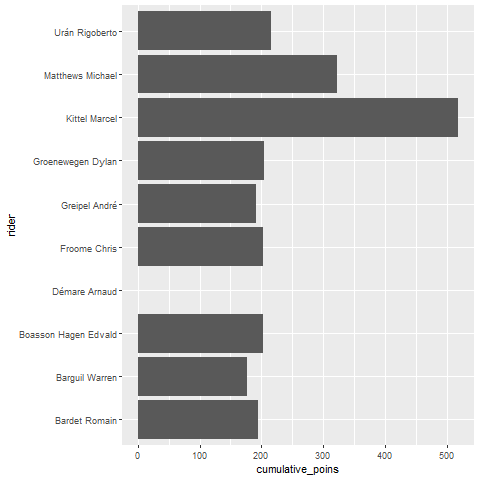 Urán Rigoberto
Matthews Michael
Kittel Marcel
Groenewegen Dylan
Greipel André
Froome Chris
Démare Arnaud
Boasson Hagen Edvald
Barguil Warren
Bardet Romain
rider
0 100 200 300 400 500
cumulative_poins